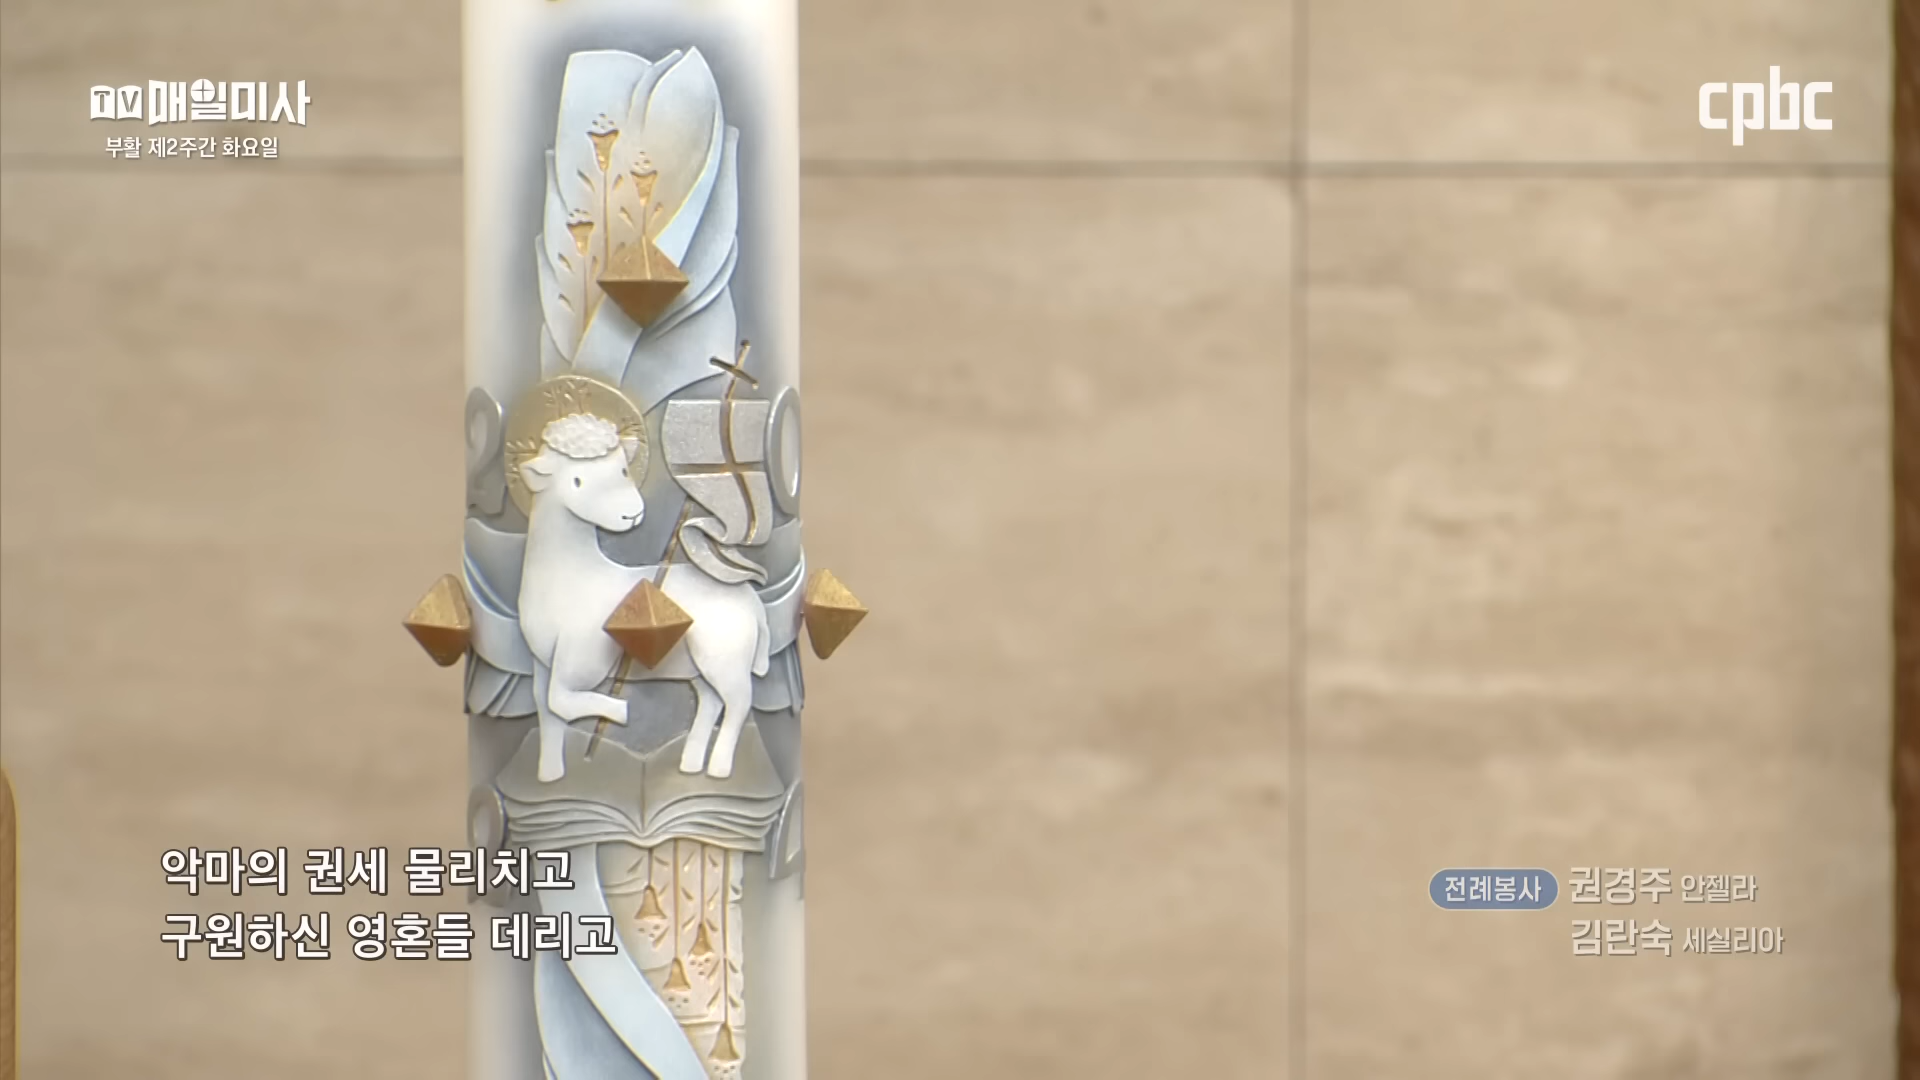 TV매일미사
부활 제2주간 화요일
cpbc
2 0
악마의 권세 물리치고
구원하신 영혼들 데리고
전례봉사 권경주 안젤라
김란숙 세실리아